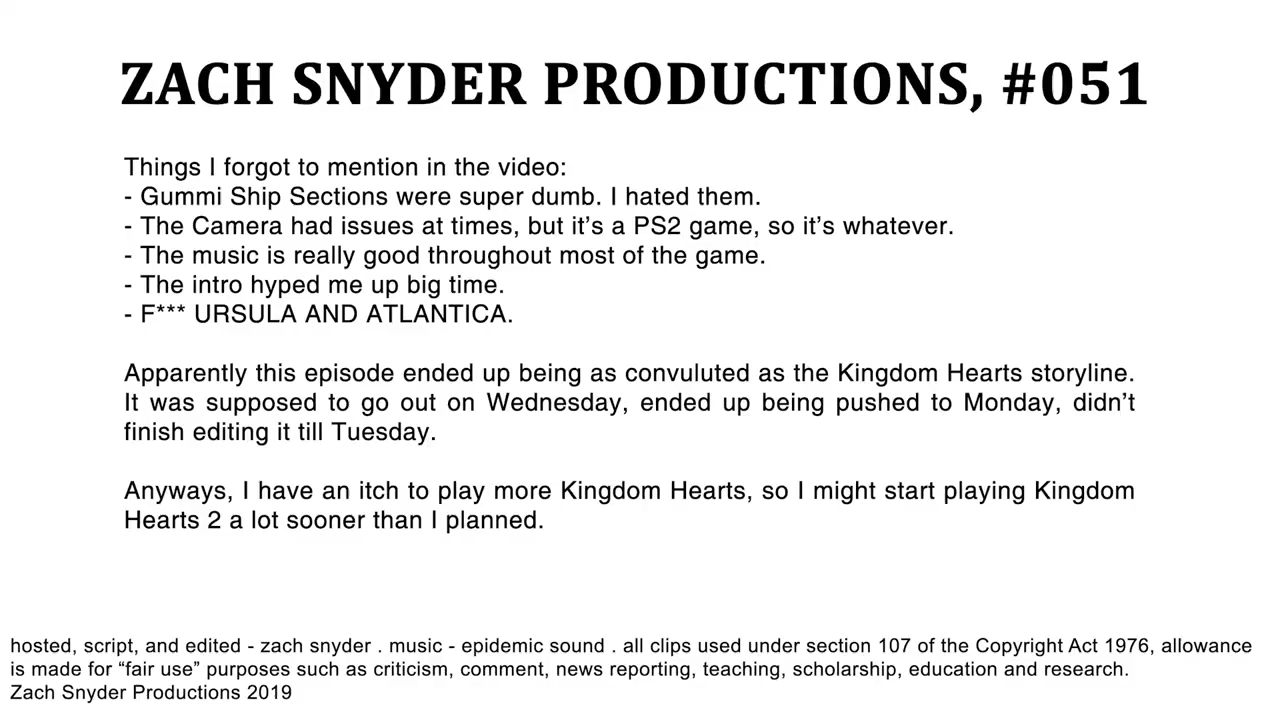 ZACH SNYDER PRODUCTIONS, #051
Things I forgot to mention in the video:
- Gummi Ship Sections were super dumb. I hated them.
- The Camera had issues at times, but it’s a PS2 game, so it’s whatever.
- The music is really good throughout most of the game.
- The intro hyped me up big time.
- F*** URSULA AND ATLANTICA.
Apparently this episode ended up being as convuluted as the Kingdom Hearts storyline.
It was supposed to go out on Wednesday, ended up being pushed to Monday, didn’t
finish editing it till Tuesday.
Anyways, I have an itch to play more Kingdom Hearts, so I might start playing Kingdom
Hearts 2 a lot sooner than I planned.
hosted, script, and edited - zach snyder . music - epidemic sound . all clips used under section 107 of the Copyright Act 1976, allowance
is made for “fair use” purposes such as criticism, comment, news reporting, teaching, scholarship, education and research.
Zach Snyder Productions 2019